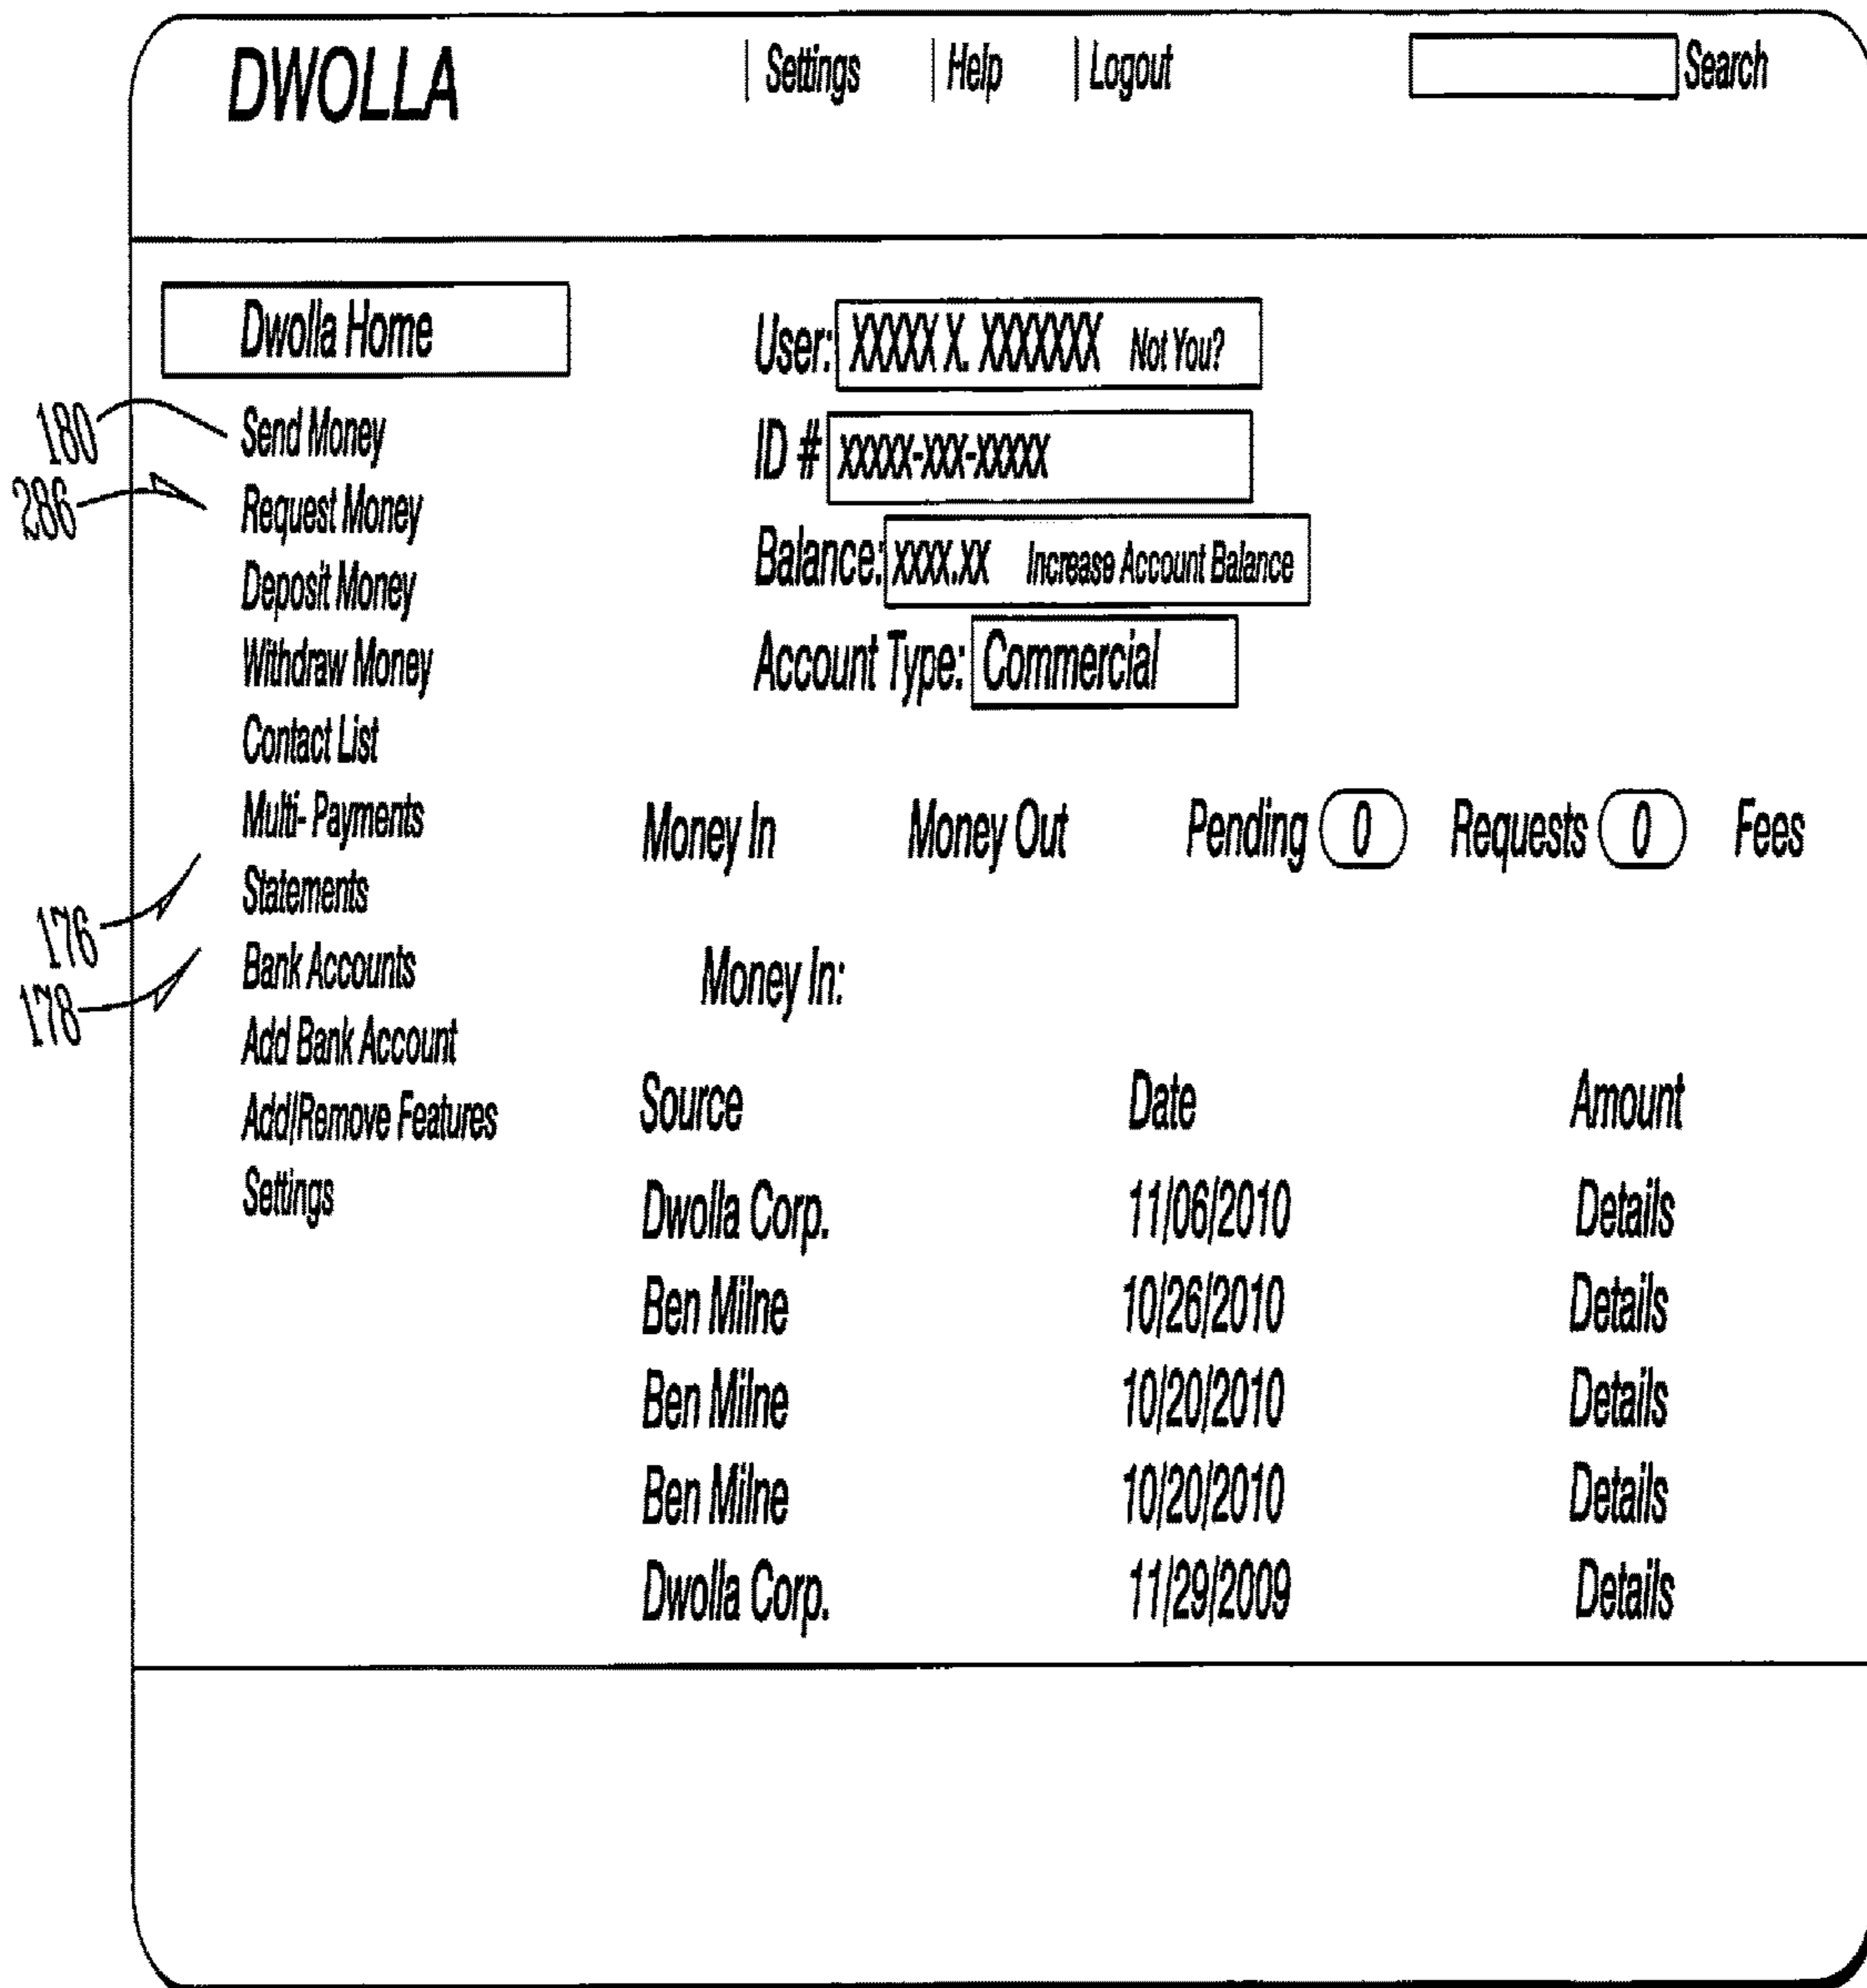 DWOLLA | Settings | Help | Logout Search
Dwolla Home
180 Send Money
286 Request Money
Deposit Money
Withdraw Money
Contact List
Multi- Payments
176 Statements
178 Bank Accounts
Add Bank Account
Add/Remove Features
Settings
User: XXXXX X. XXXXXXX Not You?
ID # xxxxx-xxx-xxxxx
Balance: xxxx.xx Increase Account Balance
Account Type: Commercial
Money In Money Out Pending 0 Requests 0 Fees
Money In:
Source Date Amount
Dwolla Corp. 11/06/2010 Details
Ben Milne 10/26/2010 Details
Ben Milne 10/20/2010 Details
Ben Milne 10/20/2010 Details
Dwolla Corp. 11/29/2009 Details